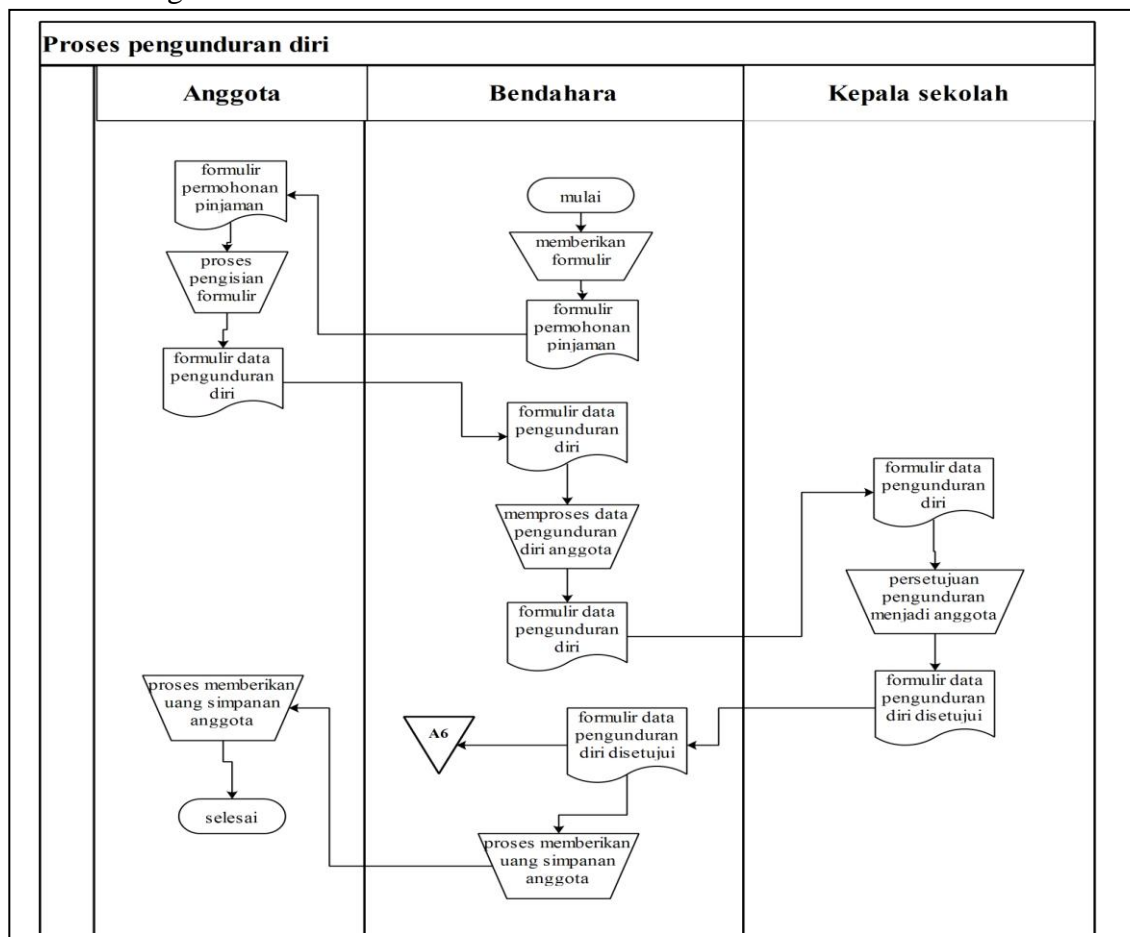 Proses pengunduran diri
Anggota
Bendahara
Kepala sekolah
formulir
permohonan
pinjaman
proses
pengisian
formulir
formulir data
pengunduran
diri
mulai
memberikan
formulir
formulir
permohonan
pinjaman
formulir data
pengunduran
diri
memproses data
pengunduran
diri anggota
formulir data
pengunduran
diri
formulir data
pengunduran
diri
persetujuan
pengunduran
menjadi anggota
formulir data
pengunduran
diri disetujui
formulir data
pengunduran
diri disetujui
A6
proses memberikan
uang simpanan
anggota
proses memberikan
uang simpanan
anggota
selesai